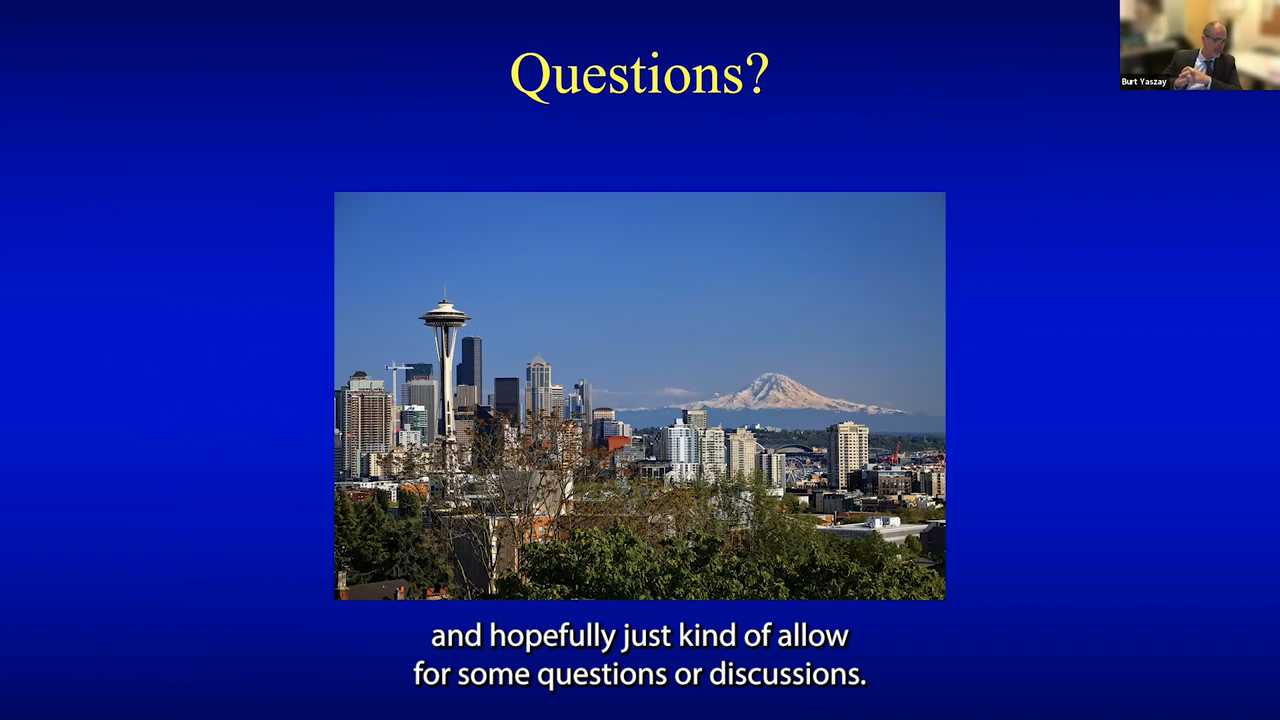 Questions?
Burt Yaszay
and hopefully just kind of allow
for some questions or discussions.